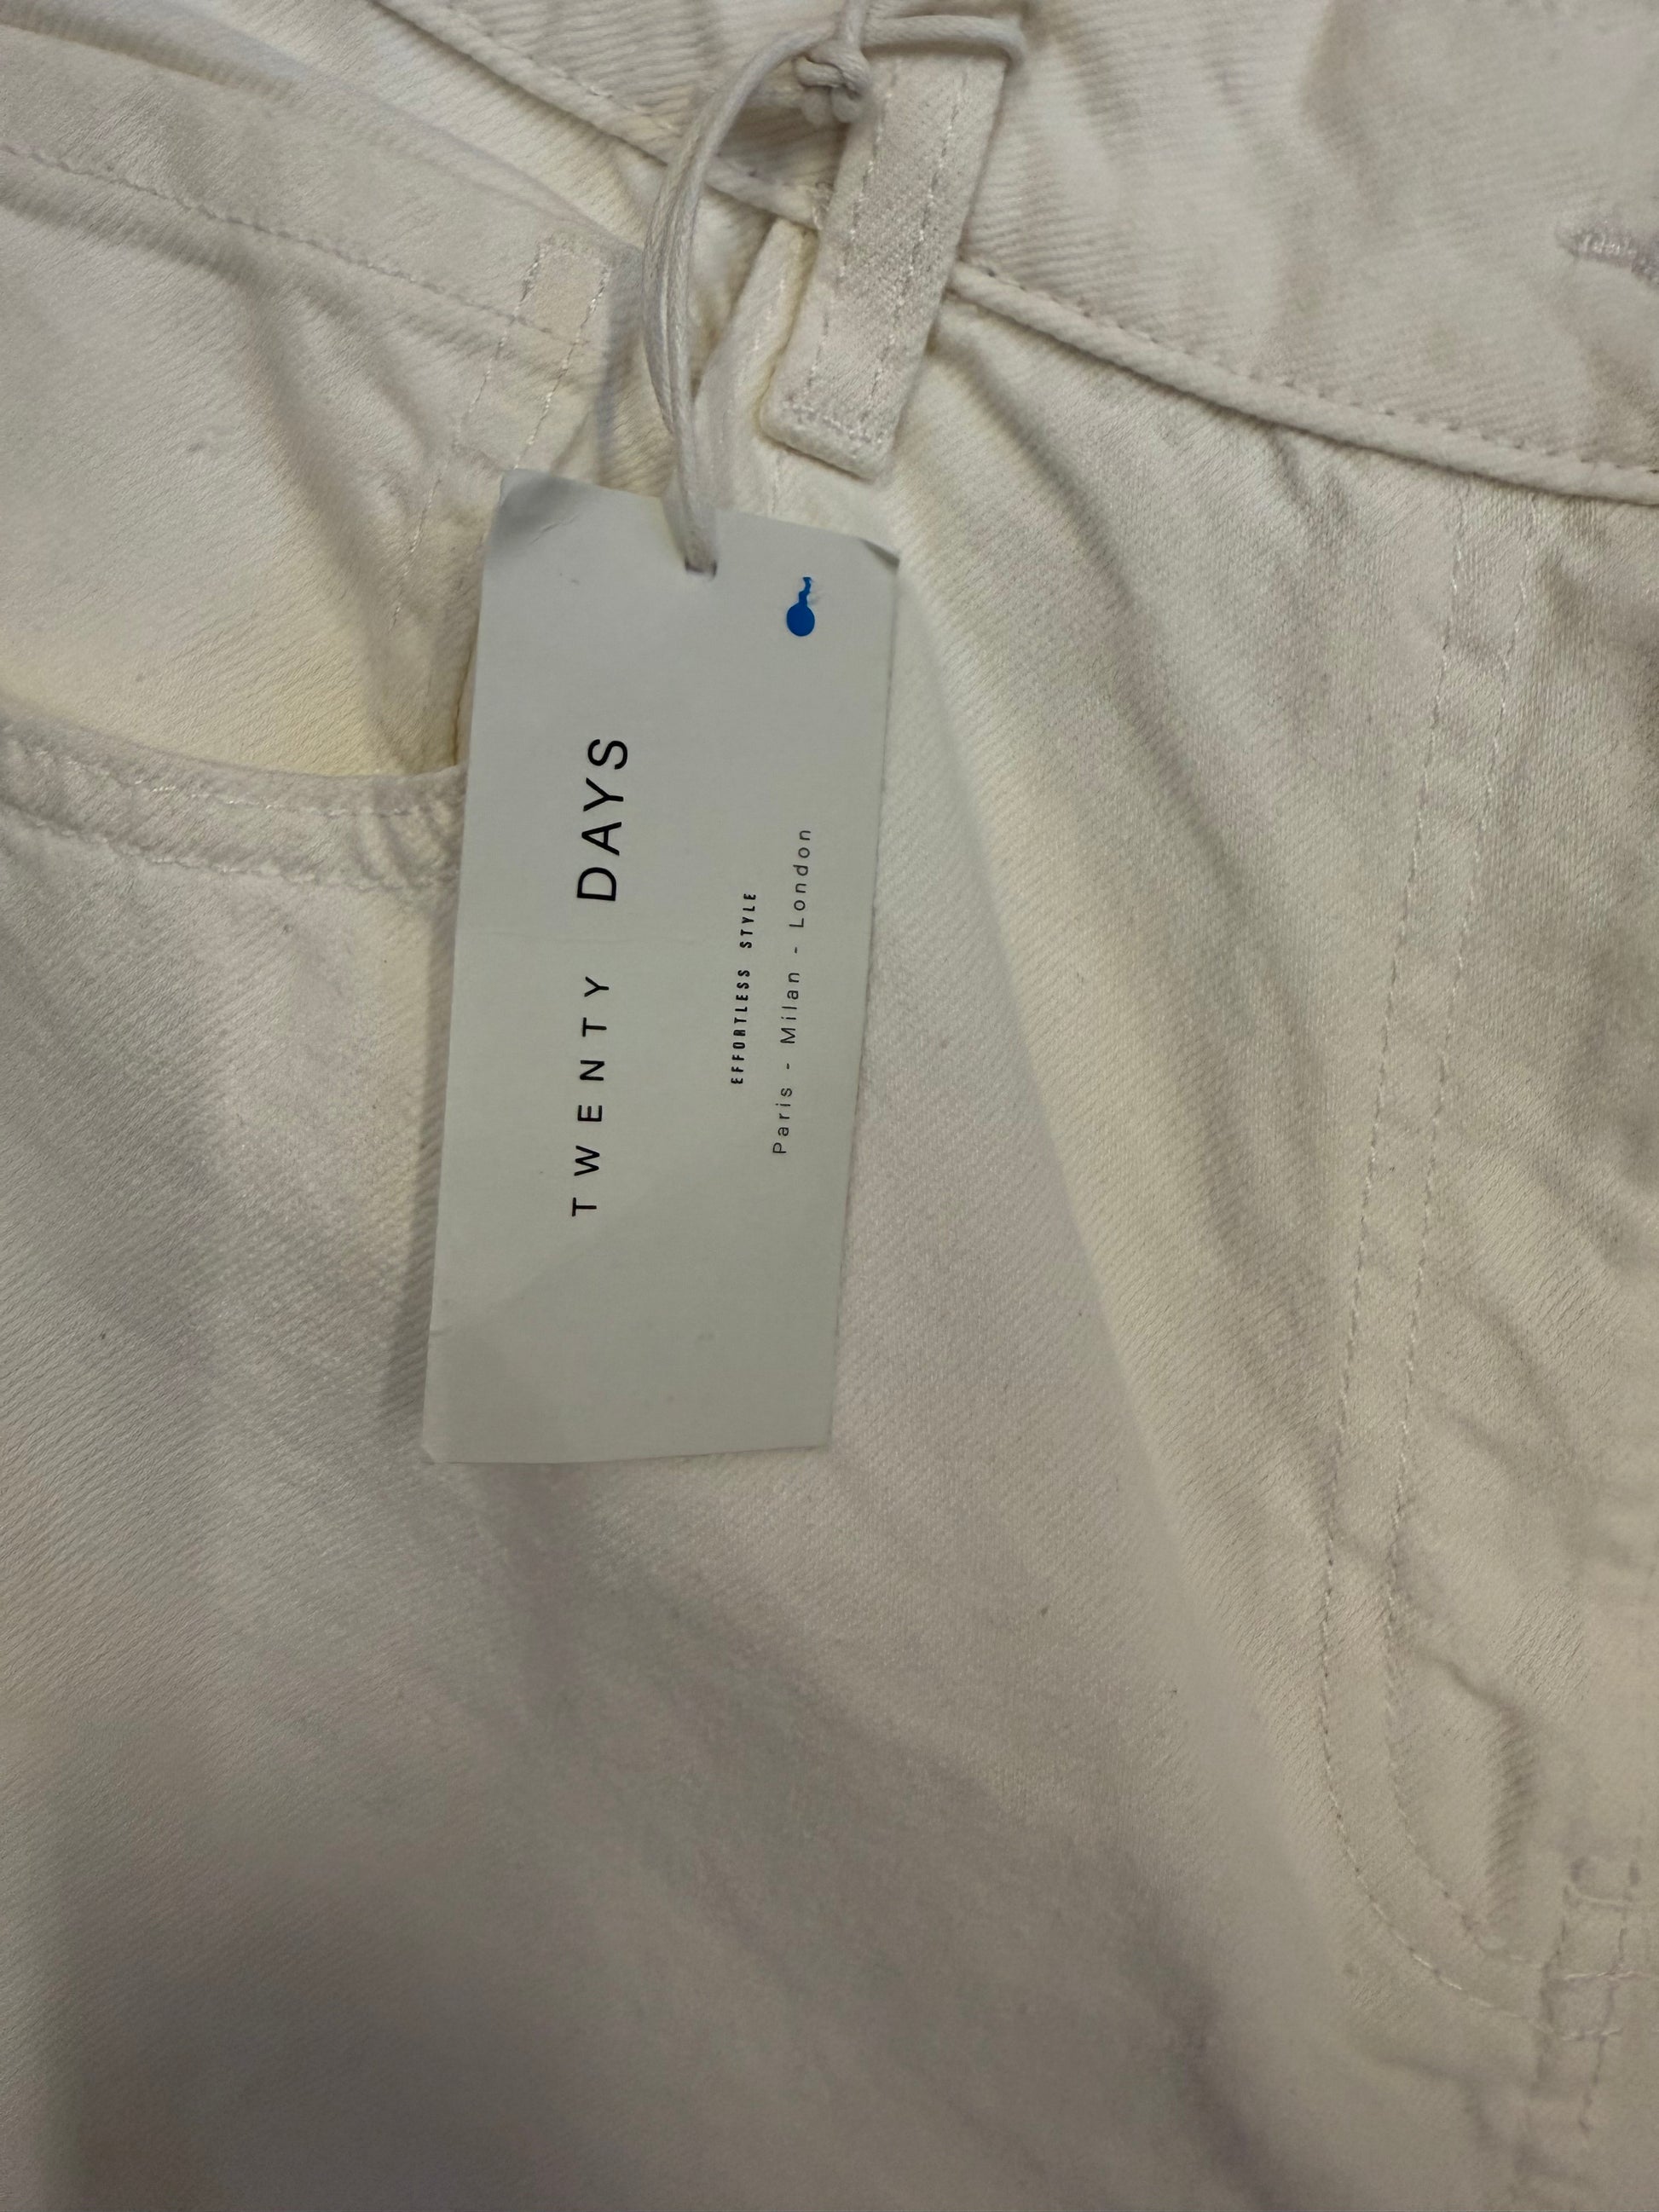 TWENTY DAYS
EFFORTLESS STYLE
Paris - Milan - London